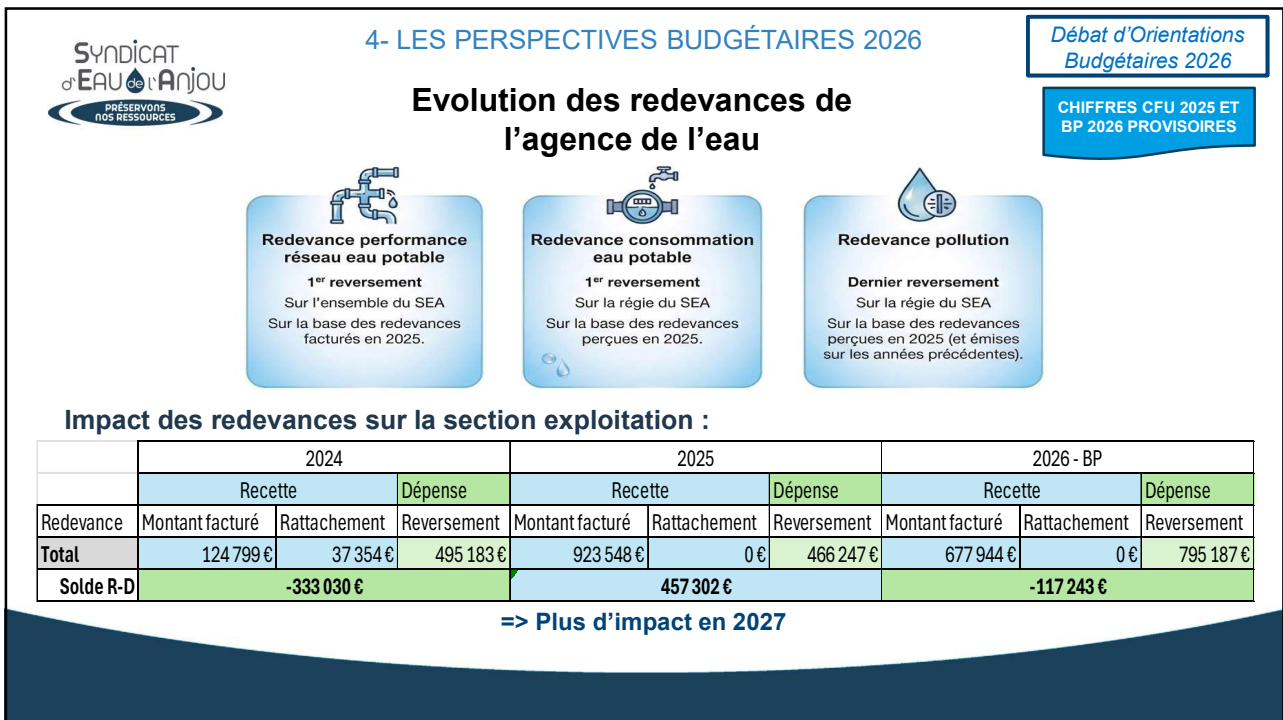 SYNDICAT
d'EAU de l'Anjou
PRÉSERVONS
NOS RESSOURCES
4- LES PERSPECTIVES BUDGÉTAIRES 2026
Débat d'Orientations
Budgétaires 2026
Evolution des redevances de
l'agence de l'eau
CHIFFRES CFU 2025 ET
BP 2026 PROVISOIRES
Redevance performance
réseau eau potable
1er reversement
Sur l'ensemble du SEA
Sur la base des redevances
facturés en 2025.
Redevance consommation
eau potable
1er reversement
Sur la régie du SEA
Sur la base des redevances
perçues en 2025.
Redevance pollution
Dernier reversement
Sur la régie du SEA
Sur la base des redevances
perçues en 2025 (et émises
sur les années précédentes).
Impact des redevances sur la section exploitation :
2024 2025 2026 - BP
Recette Dépense Recette Dépense Recette Dépense
Redevance Montant facturé Rattachement Reversement Montant facturé Rattachement Reversement Montant facturé Rattachement Reversement
Total 124 799 € 37 354 € 495 183 € 923 548 € 0 € 466 247 € 677 944 € 0 € 795 187 €
Solde R-D -333 030 € 457 302 € -117 243 €
=> Plus d'impact en 2027